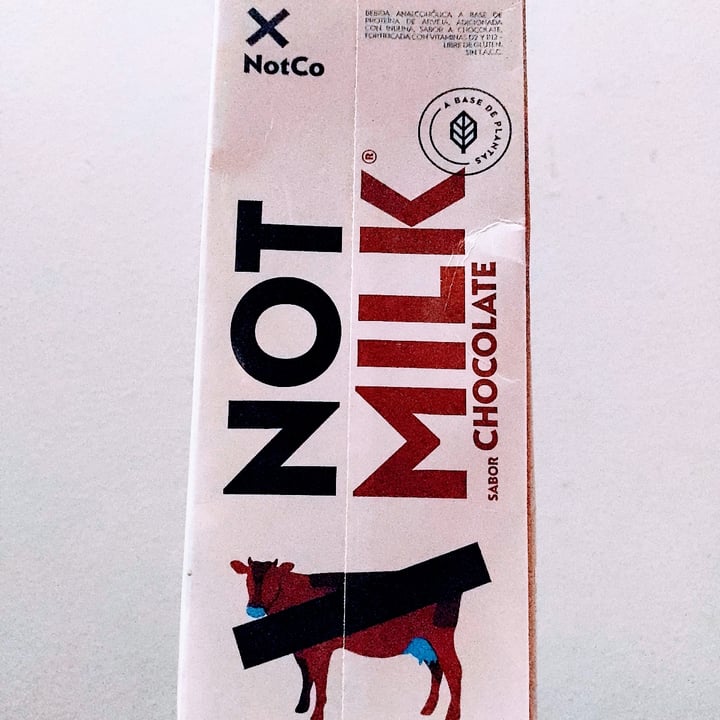 NotCo
BEBIDA ANALCOHÓLICA A BASE DE
PROTEÍNA DE ARVEJA, ADICIONADA
CON INULINA, SABOR A CHOCOLATE,
FORTIFICADA CON VITAMINAS D2 Y B12 -
LIBRE DE GLUTEN.
SIN T.A.C.C.
A BASE DE PLANTAS
NOT
MILK®
SABOR CHOCOLATE